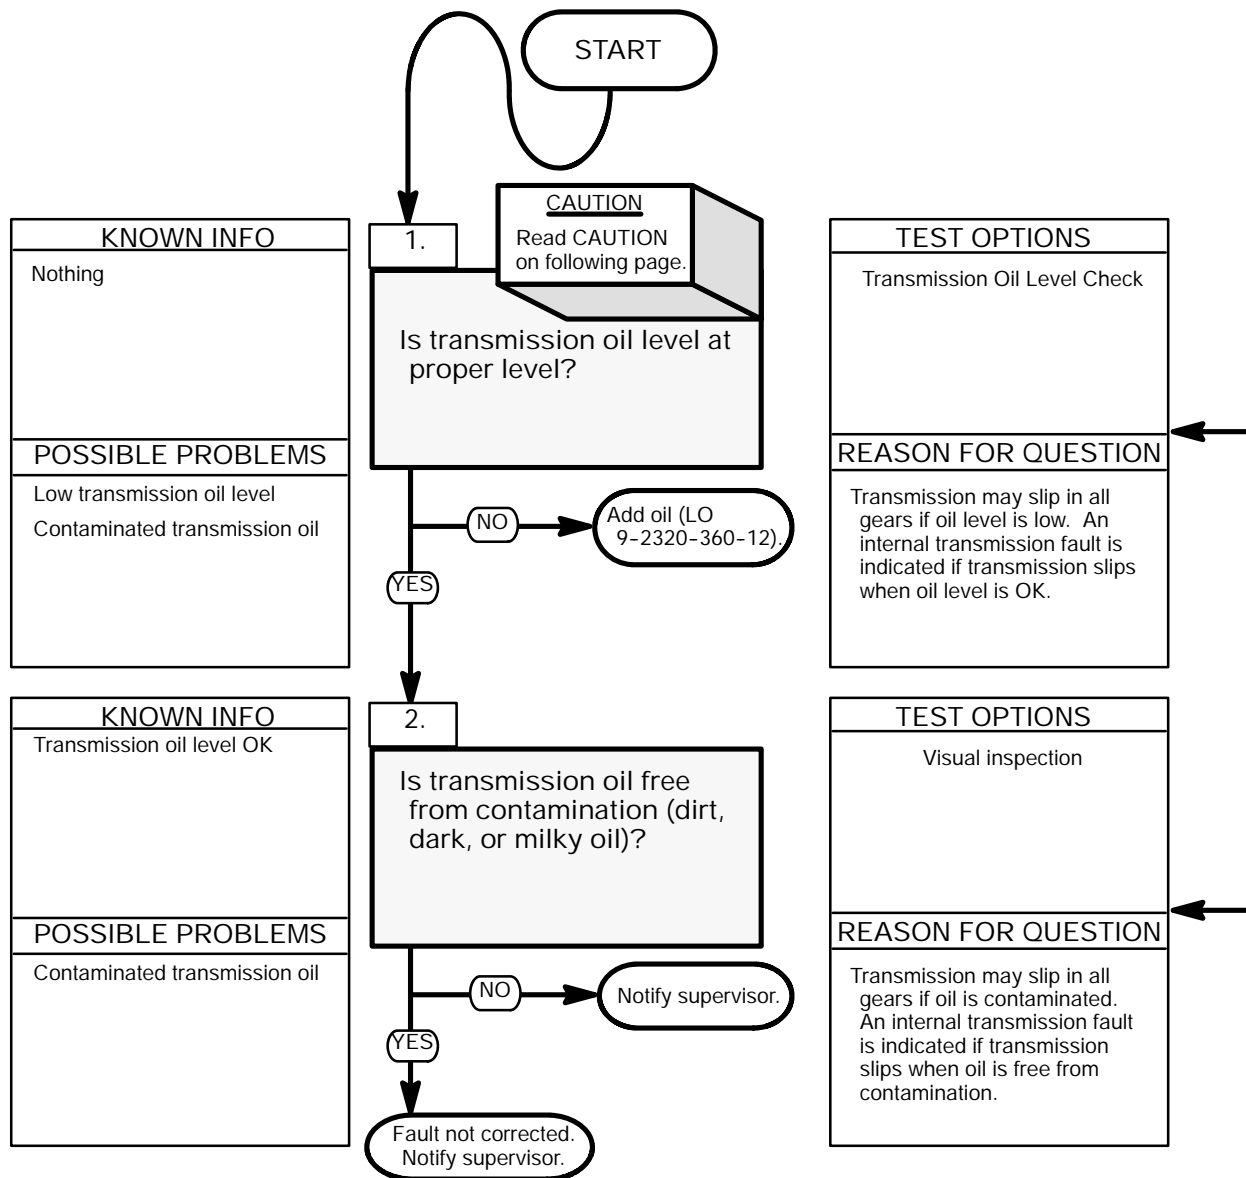 START
CAUTION
Read CAUTION
on following page.
KNOWN INFO
Nothing
POSSIBLE PROBLEMS
Low transmission oil level
Contaminated transmission oil
1.
Is transmission oil level at
proper level?
NO
Add oil (LO
9-2320-360-12).
YES
TEST OPTIONS
Transmission Oil Level Check
REASON FOR QUESTION
Transmission may slip in all
gears if oil level is low. An
internal transmission fault is
indicated if transmission slips
when oil level is OK.
KNOWN INFO
Transmission oil level OK
POSSIBLE PROBLEMS
Contaminated transmission oil
2.
Is transmission oil free
from contamination (dirt,
dark, or milky oil)?
NO
Notify supervisor.
YES
Fault not corrected.
Notify supervisor.
TEST OPTIONS
Visual inspection
REASON FOR QUESTION
Transmission may slip in all
gears if oil is contaminated.
An internal transmission fault
is indicated if transmission
slips when oil is free from
contamination.